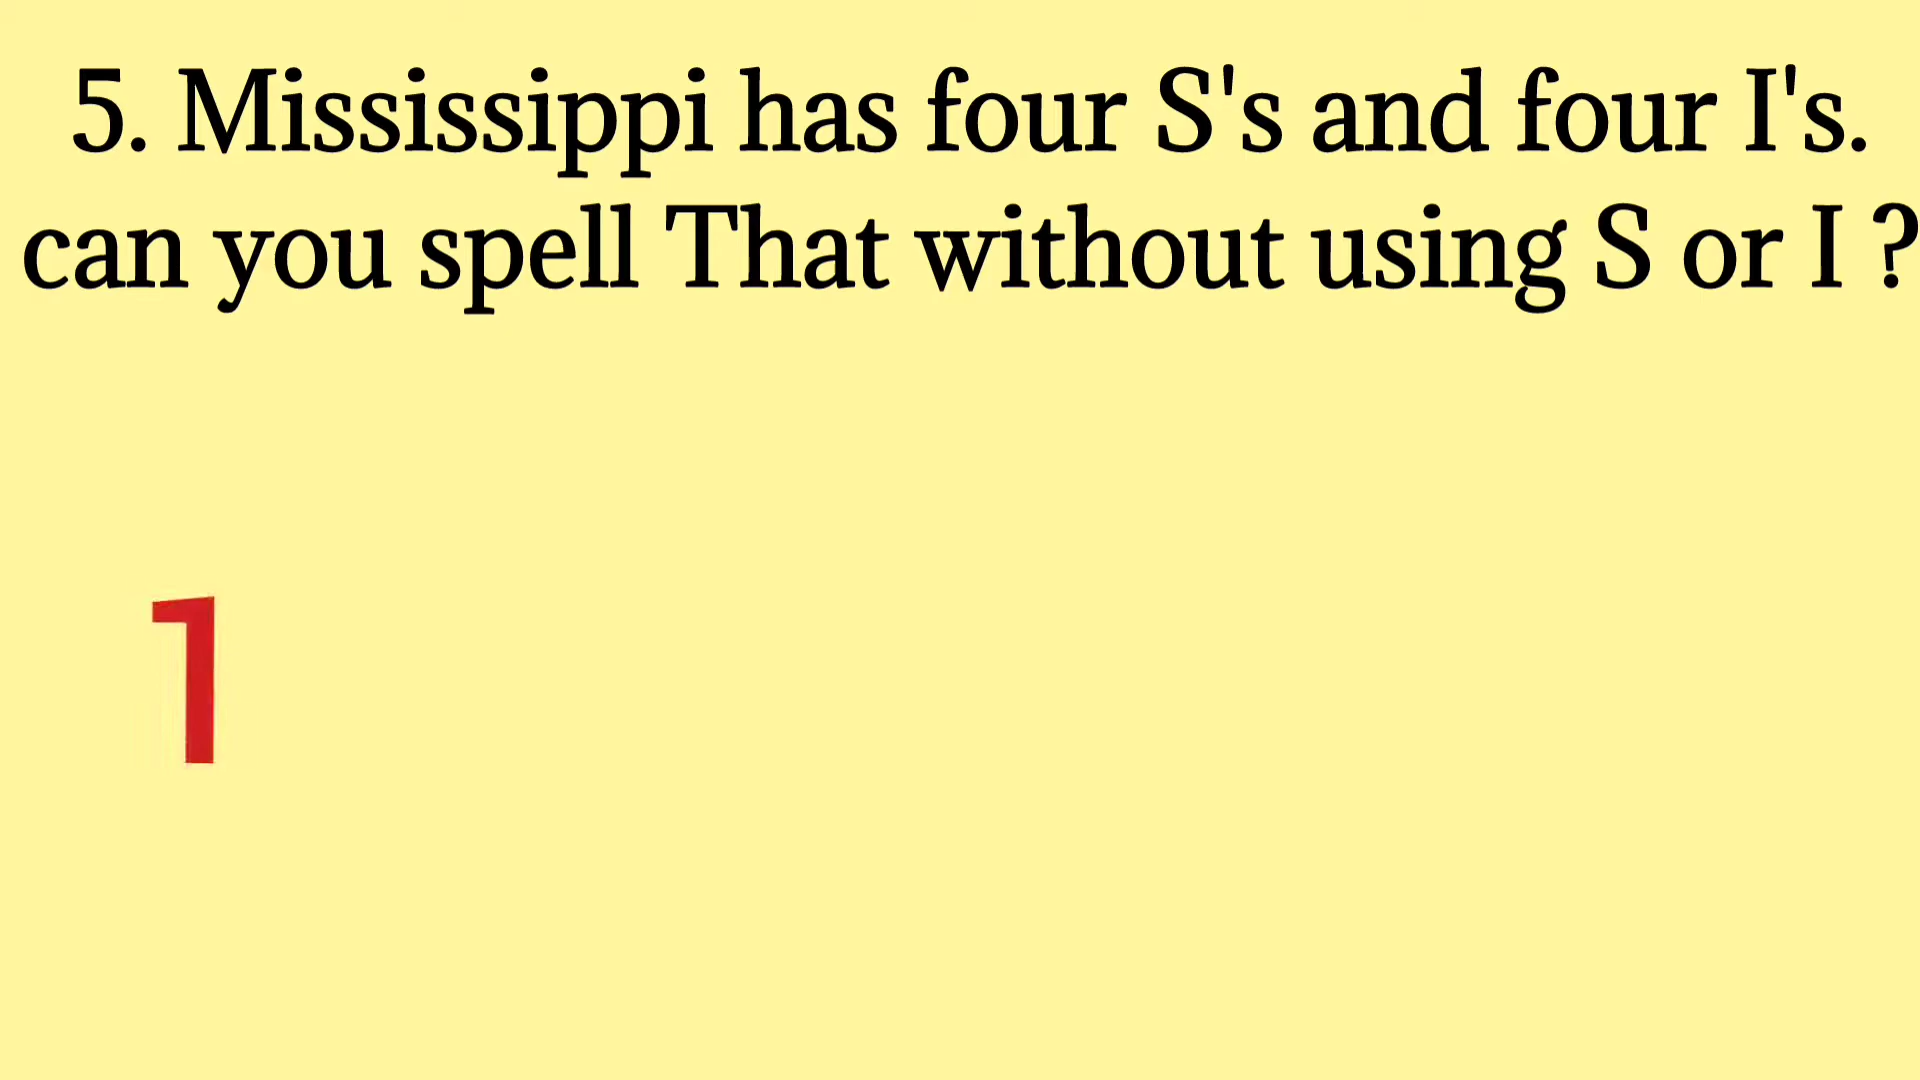 5. Mississippi has four S's and four I's.
can you spell That without using S or I ?
1